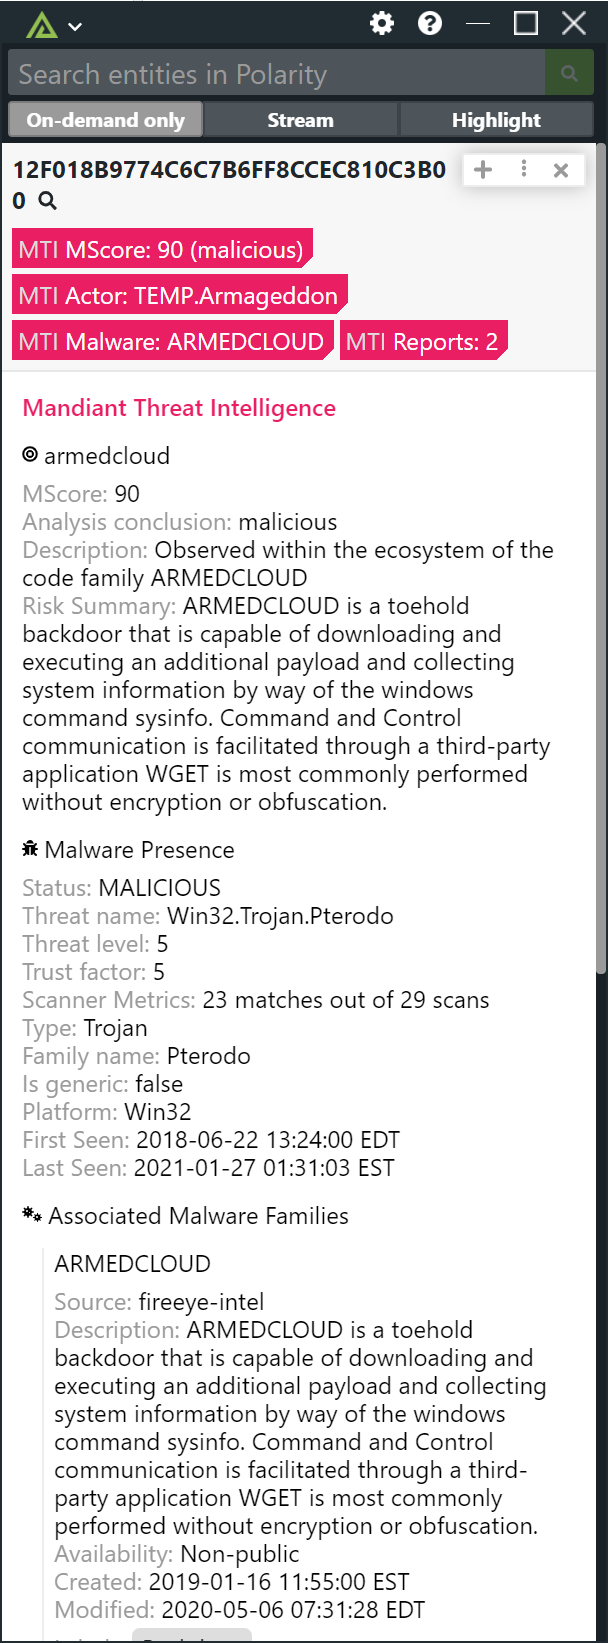 Search entities in Polarity
On-demand only Stream Highlight
12F018B9774C6C7B6FF8CCEC810C3B0
0
MTI MScore: 90 (malicious)
MTI Actor: TEMP.Armageddon
MTI Malware: ARMEDCLOUD MTI Reports: 2
Mandiant Threat Intelligence
armedcloud
MScore: 90
Analysis conclusion: malicious
Description: Observed within the ecosystem of the
code family ARMEDCLOUD
Risk Summary: ARMEDCLOUD is a toehold
backdoor that is capable of downloading and
executing an additional payload and collecting
system information by way of the windows
command sysinfo. Command and Control
communication is facilitated through a third-party
application WGET is most commonly performed
without encryption or obfuscation.
Malware Presence
Status: MALICIOUS
Threat name: Win32.Trojan.Pterodo
Threat level: 5
Trust factor: 5
Scanner Metrics: 23 matches out of 29 scans
Type: Trojan
Family name: Pterodo
Is generic: false
Platform: Win32
First Seen: 2018-06-22 13:24:00 EDT
Last Seen: 2021-01-27 01:31:03 EST
Associated Malware Families
ARMEDCLOUD
Source: fireeye-intel
Description: ARMEDCLOUD is a toehold
backdoor that is capable of downloading and
executing an additional payload and collecting
system information by way of the windows
command sysinfo. Command and Control
communication is facilitated through a third-
party application WGET is most commonly
performed without encryption or obfuscation.
Availability: Non-public
Created: 2019-01-16 11:55:00 EST
Modified: 2020-05-06 07:31:28 EDT